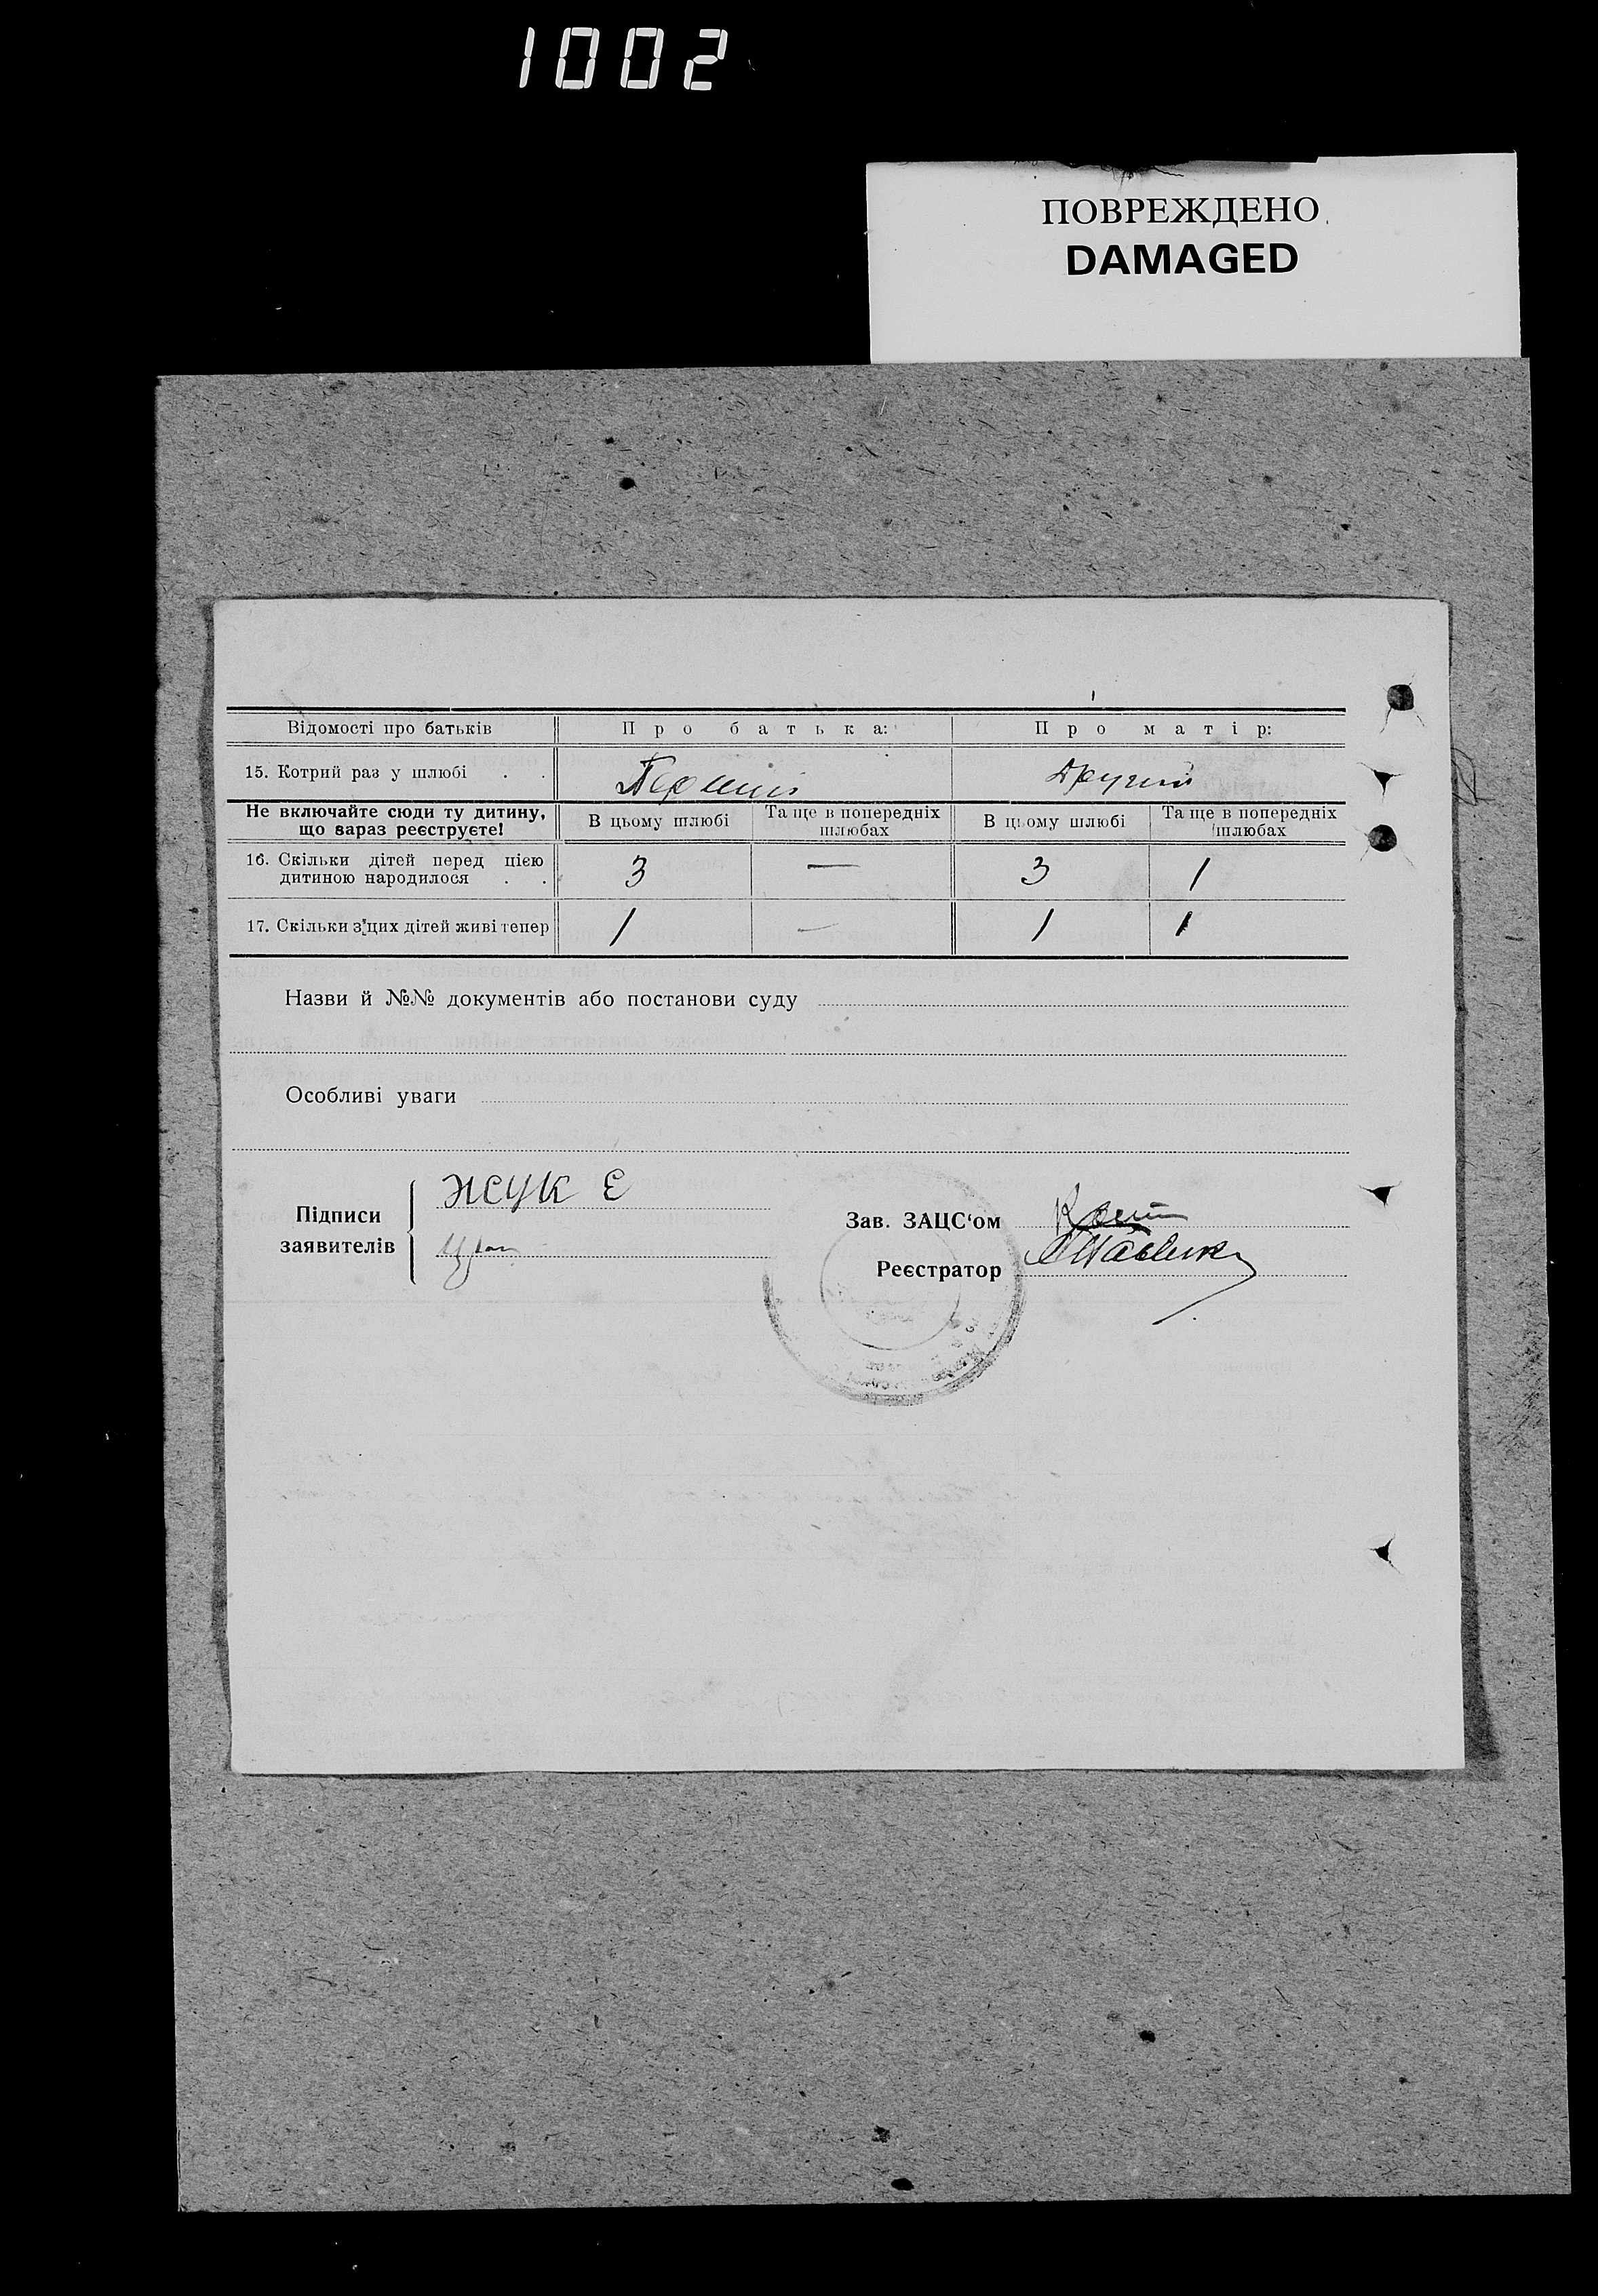 1002
ПОВРЕЖДЕНО
DAMAGED
Відомості про батьків Про батька: Про матір:
15. Котрий раз у шлюбі . . Перший Другий
Не включайте сюди ту дитину, що вараз реєструєте! В цьому шлюбі Та ще в попередніх шлюбах В цьому шлюбі Та ще в попередніх шлюбах
16. Скільки дітей перед цією дитиною народилося . . 3 — 3 1
17. Скільки з цих дітей живі тепер 1 — 1 1
Назви й №№ документів або постанови суду
Особливі уваги
Підписи заявителів Жук Є
Зав. ЗАЦС‘ом
Реєстратор